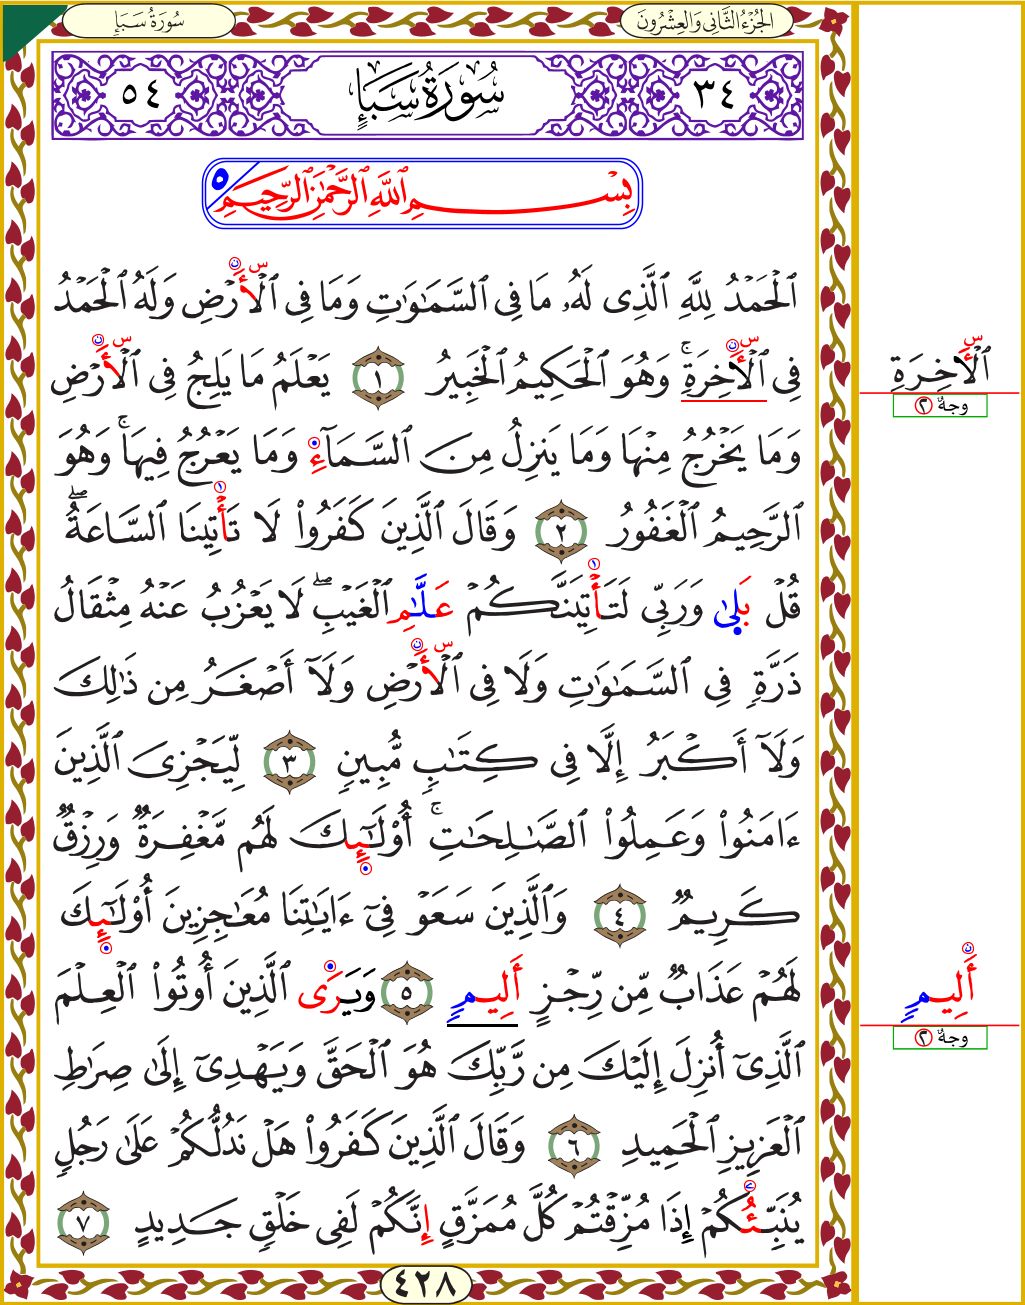 سُورَةُ سَبَإٍ
الجُزْءُ الثَّانِي وَالعِشْرُونَ
٥٤ سُورَةُ سَبَإٍ ٣٤
بِسْمِ ٱللَّهِ ٱلرَّحْمَٰنِ ٱلرَّحِيمِ ٥
ٱلْحَمْدُ لِلَّهِ ٱلَّذِى لَهُۥ مَا فِى ٱلسَّمَٰوَٰتِ وَمَا فِى ٱلْأَرْضِ وَلَهُ ٱلْحَمْدُ
فِى ٱلْأَخِرَةِۚ وَهُوَ ٱلْحَكِيمُ ٱلْخَبِيرُ ١ يَعْلَمُ مَا يَلِجُ فِى ٱلْأَرْضِ
وَمَا يَخْرُجُ مِنْهَا وَمَا يَنزِلُ مِنَ ٱلسَّمَآءِ وَمَا يَعْرُجُ فِيهَاۚ وَهُوَ
ٱلرَّحِيمُ ٱلْغَفُورُ ٢ وَقَالَ ٱلَّذِينَ كَفَرُوا۟ لَا تَأْتِينَا ٱلسَّاعَةُۖ
قُلْ بَلِىٰ وَرَبِّى لَتَأْتِيَنَّكُمْ عَلَّٰمِ ٱلْغَيْبِۖ لَا يَعْزُبُ عَنْهُ مِثْقَالُ
ذَرَّةٍ فِى ٱلسَّمَٰوَٰتِ وَلَا فِى ٱلْأَرْضِ وَلَآ أَصْغَرُ مِن ذَٰلِكَ
وَلَآ أَكْبَرُ إِلَّا فِى كِتَٰبٍ مُّبِينٍ ٣ لِّيَجْزِىَ ٱلَّذِينَ
ءَامَنُوا۟ وَعَمِلُوا۟ ٱلصَّٰلِحَٰتِۚ أُو۟لَٰٓئِكَ لَهُم مَّغْفِرَةٌ وَرِزْقٌ
كَرِيمٌ ٤ وَٱلَّذِينَ سَعَوْ فِىٓ ءَايَٰتِنَا مُعَٰجِزِينَ أُو۟لَٰٓئِكَ
لَهُمْ عَذَابٌ مِّن رِّجْزٍ أَلِيمٍ ٥ وَيَرَى ٱلَّذِينَ أُوتُوا۟ ٱلْعِلْمَ
ٱلَّذِىٓ أُنزِلَ إِلَيْكَ مِن رَّبِّكَ هُوَ ٱلْحَقَّ وَيَهْدِىٓ إِلَىٰ صِرَٰطِ
ٱلْعَزِيزِ ٱلْحَمِيدِ ٦ وَقَالَ ٱلَّذِينَ كَفَرُوا۟ هَلْ نَدُلُّكُمْ عَلَىٰ رَجُلٍ
يُنَبِّئُكُمْ إِذَا مُزِّقْتُمْ كُلَّ مُمَزَّقٍ إِنَّكُمْ لَفِى خَلْقٍ جَدِيدٍ ٧
٤٢٨
ٱلْأَخِرَةِ
وجهٌ ٢
أَلِيمٍ
وجهٌ ٢